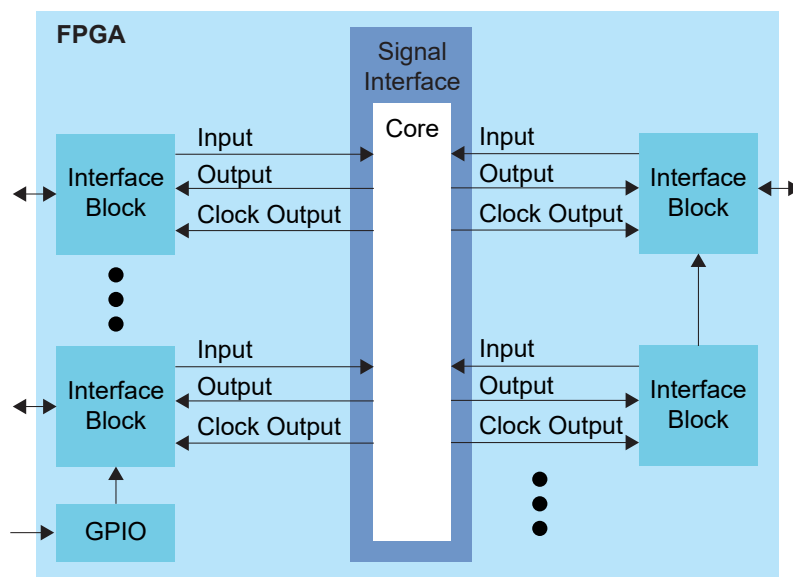 FPGA
Signal
Interface
Core
Input
Output
Clock Output
Interface
Block
Input
Output
Clock Output
Interface
Block
Input
Output
Clock Output
Interface
Block
Input
Output
Clock Output
Interface
Block
GPIO